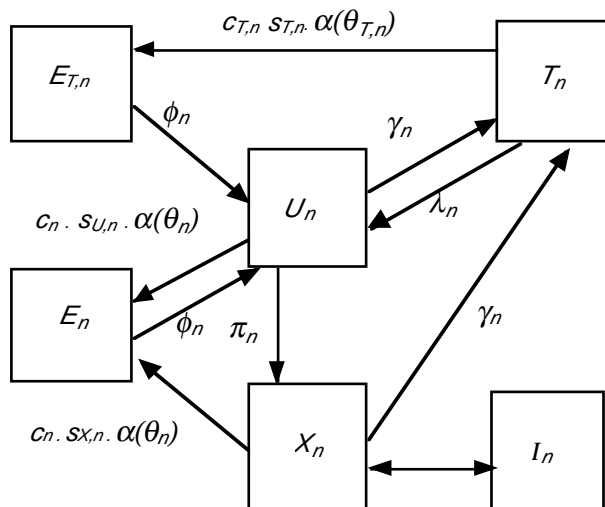 c_{T,n} s_{T,n}. α(θ_{T,n})
E_{T,n}
T_n
ϕ_n
γ_n
U_n
λ_n
c_n . s_{U,n} . α(θ_n)
E_n
ϕ_n
π_n
γ_n
c_n . s_{X,n} . α(θ_n)
X_n
I_n